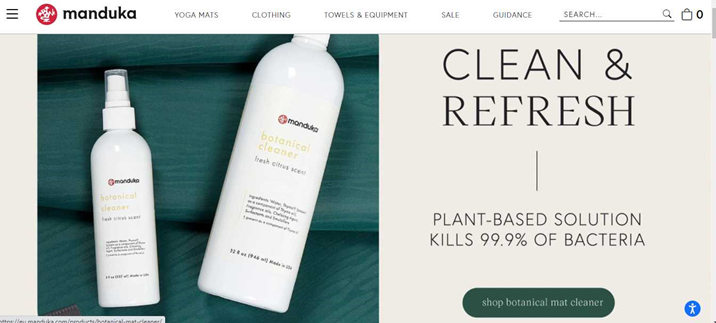 manduka
YOGA MATS
CLOTHING
TOWELS & EQUIPMENT
SALE
GUIDANCE
SEARCH...
0
manduka
botanical
cleaner
fresh citrus scent
manduka
botanical
cleaner
fresh citrus scent
32 fl oz (946 ml) Made in USA
CLEAN &
REFRESH
PLANT-BASED SOLUTION
KILLS 99.9% OF BACTERIA
shop botanical mat cleaner
https://eu.manduka.com/products/botanical-mat-cleaner/